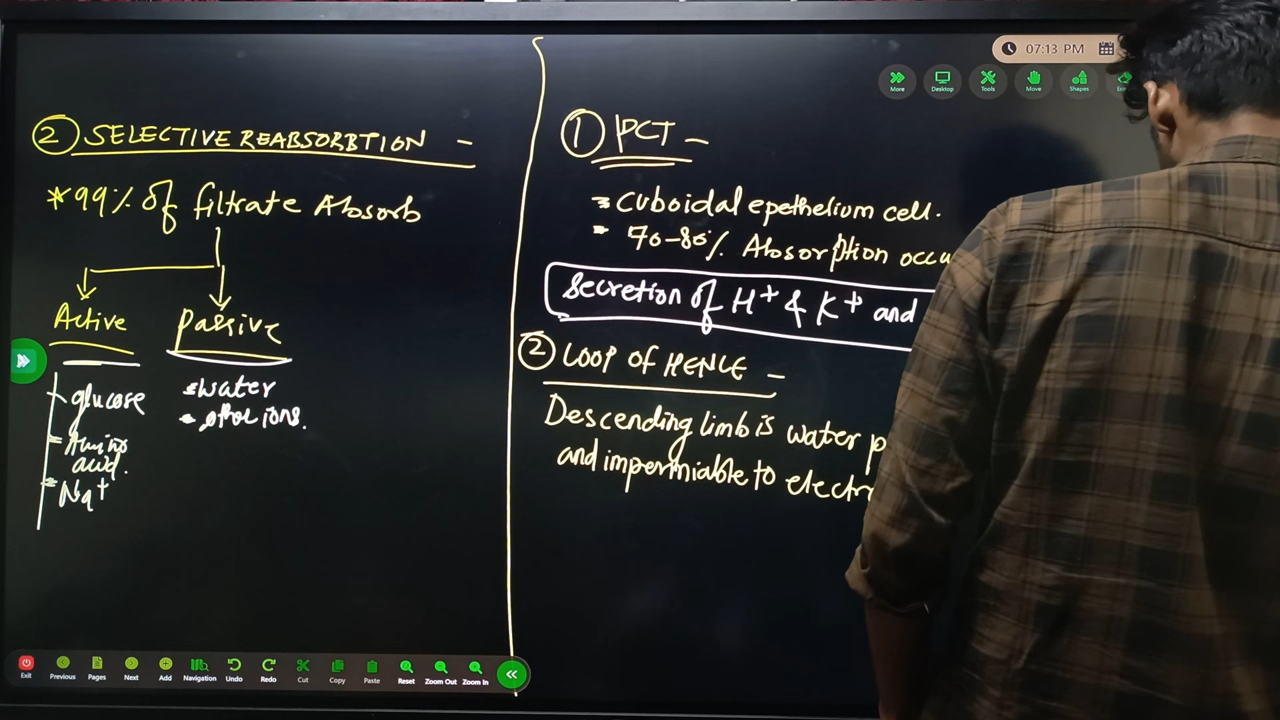 07:13 PM
More Desktop Tools Move Shapes
② SELECTIVE REABSORBTION -
*99% of filtrate Absorb
Active Passive
glucose
Amino
acid.
Na+
water
other ions.
① PCT -
Cuboidal epethelium cell.
70-80% Absorption occu
Secretion of H+ & K+ and
② LOOP OF HENLE -
Descending limb is water p
and impermiable to electr
Exit Previous Pages Next Add Navigation Undo Redo Cut Copy Paste Reset Zoom Out Zoom In